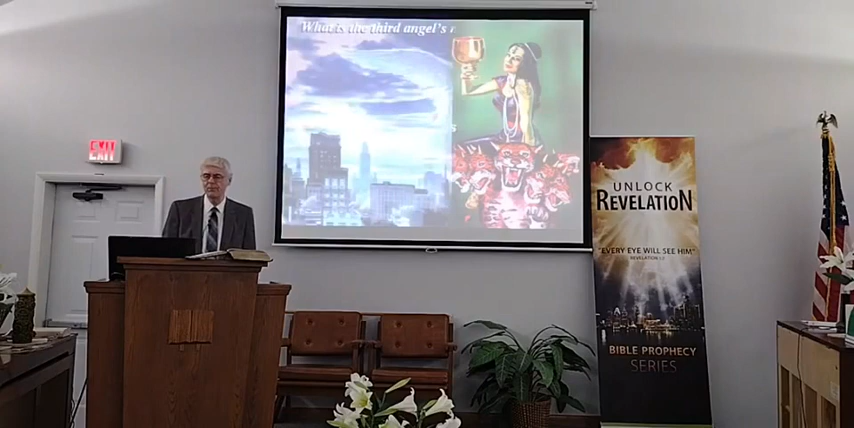 "What is the third angel's
EXIT
UNLOCK
REVELATION
"EVERY EYE WILL SEE HIM"
REVELATION 1:7
BIBLE PROPHECY
SERIES